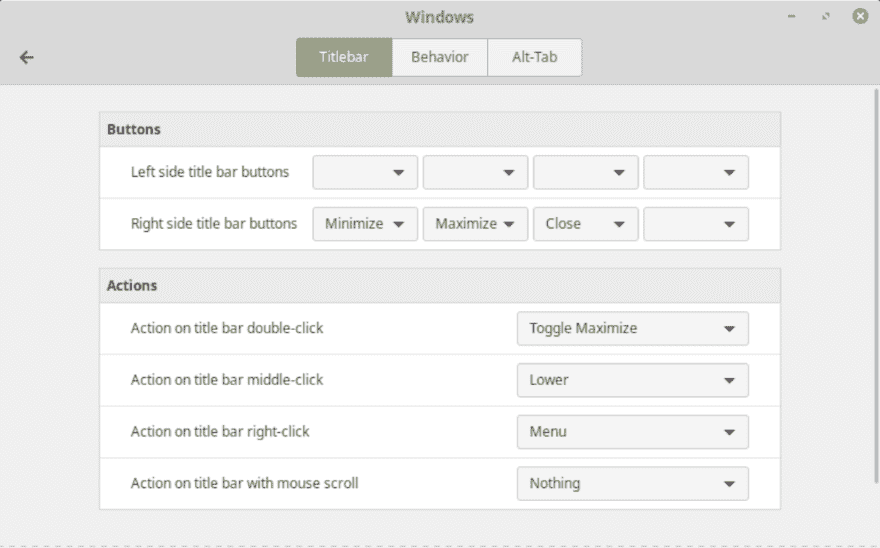 Windows
Titlebar Behavior Alt-Tab
Buttons
Left side title bar buttons
Right side title bar buttons Minimize Maximize Close
Actions
Action on title bar double-click Toggle Maximize
Action on title bar middle-click Lower
Action on title bar right-click Menu
Action on title bar with mouse scroll Nothing